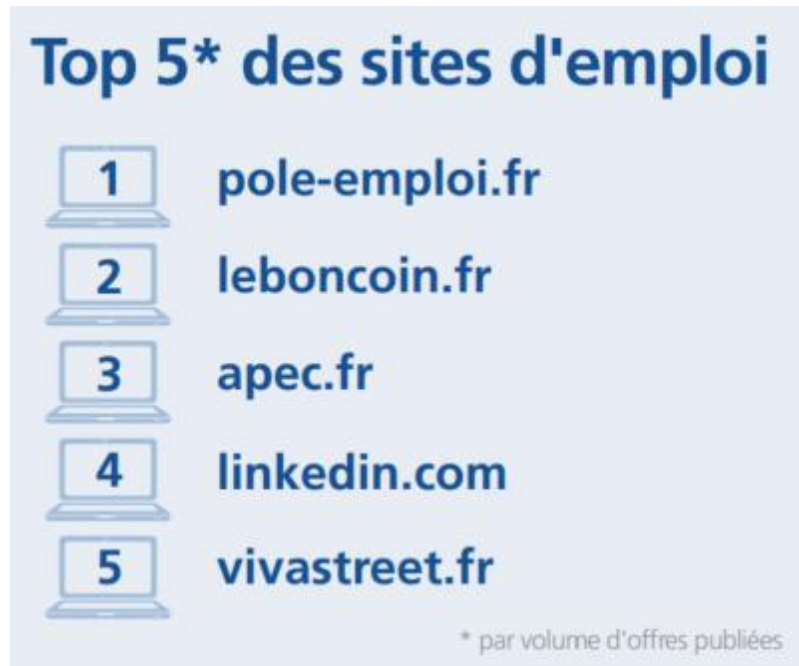 Top 5* des sites d'emploi
1 pole-emploi.fr
2 leboncoin.fr
3 apec.fr
4 linkedin.com
5 vivastreet.fr
* par volume d'offres publiées